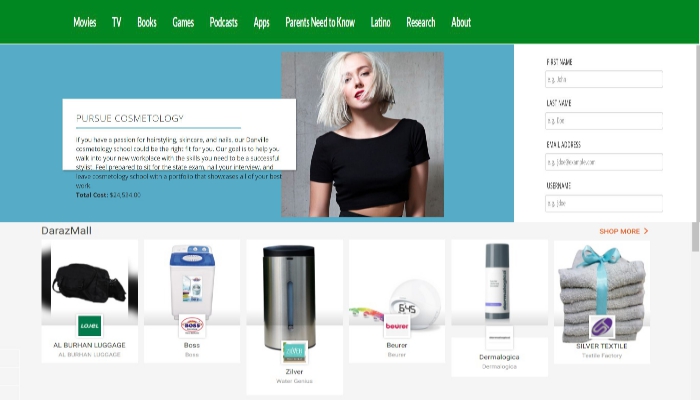 Movies TV Books Games Podcasts Apps Parents Need to Know Latino Research About
PURSUE COSMETOLOGY
If you have a passion for hairstyling, skincare, and nails, our Danville
cosmetology school could be the right fit for you. Our goal is to help you
walk into your new workplace with the skills you need to be a successful
stylist. Feel prepared to sit for the state exam, nail your interview, and
leave cosmetology school with a portfolio that showcases all of your best
work.
Total Cost: $24,524.00
FIRST NAME
e.g. John
LAST NAME
e.g. Doe
EMAIL ADDRESS
e.g. jdoe@example.com
USERNAME
e.g. jdoe
DarazMall
SHOP MORE
AL BURHAN LUGGAGE
AL BURHAN LUGGAGE
BOSS
Boss
Boss
Zilver
Water Genius
645
beurer
Beurer
Beurer
dermalogica
Dermalogica
Dermalogica
SILVER TEXTILE
Textile Factory